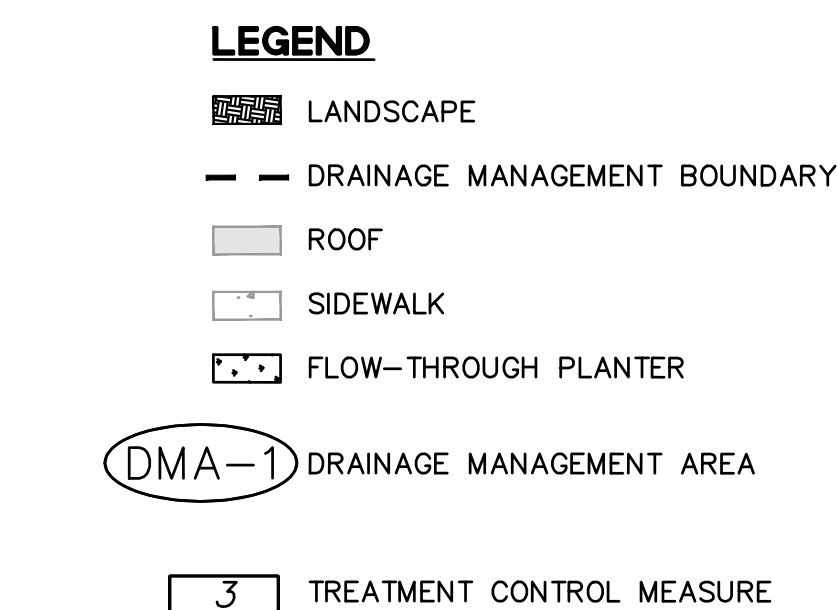 LEGEND
LANDSCAPE
DRAINAGE MANAGEMENT BOUNDARY
ROOF
SIDEWALK
FLOW-THROUGH PLANTER
DMA-1 DRAINAGE MANAGEMENT AREA
3 TREATMENT CONTROL MEASURE